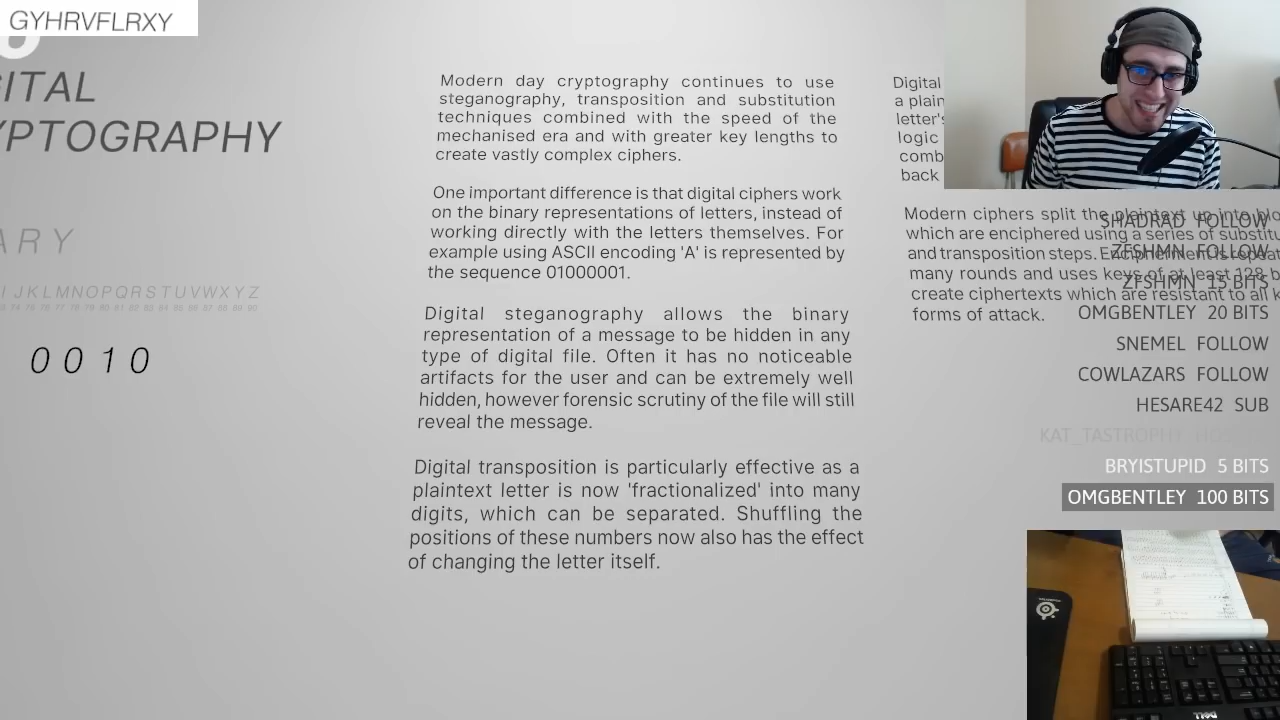 GYHRVFLRXY
ITAL
YPTOGRAPHY
ARY
I J K L M N O P Q R S T U V W X Y Z
0 0 1 0
Modern day cryptography continues to use
steganography, transposition and substitution
techniques combined with the speed of the
mechanised era and with greater key lengths to
create vastly complex ciphers.
One important difference is that digital ciphers work
on the binary representations of letters, instead of
working directly with the letters themselves. For
example using ASCII encoding 'A' is represented by
the sequence 01000001.
Digital steganography allows the binary
representation of a message to be hidden in any
type of digital file. Often it has no noticeable
artifacts for the user and can be extremely well
hidden, however forensic scrutiny of the file will still
reveal the message.
Digital transposition is particularly effective as a
plaintext letter is now 'fractionalized' into many
digits, which can be separated. Shuffling the
positions of these numbers now also has the effect
of changing the letter itself.
Digital
a plain
letter's
logic
comb
back
Modern ciphers split the plaintext up into blo
which are enciphered using a series of substitu
and transposition steps. Encipherment is repeat
many rounds and uses keys of at least 128 b
create ciphertexts which are resistant to all k
forms of attack.
SHADRAD FOLLOW
ZFSHMN FOLLOW
ZFSHMN 15 BITS
OMGBENTLEY 20 BITS
SNEMEL FOLLOW
COWLAZARS FOLLOW
HESARE42 SUB
KAT_TASTROPHY
BRYISTUPID 5 BITS
OMGBENTLEY 100 BITS
DELL